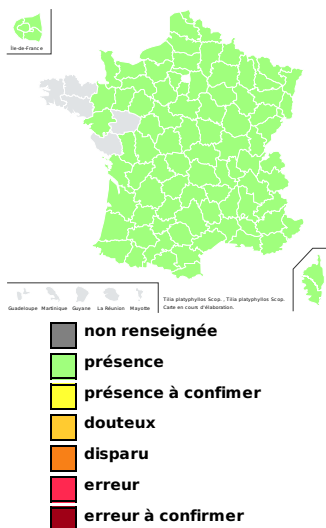 Île-de-France
Guadeloupe Martinique Guyane La Réunion Mayotte
Tilia platyphyllos Scop. , Tilia platyphyllos Scop.
Carte en cours d'élaboration.
non renseignée
présence
présence à confimer
douteux
disparu
erreur
erreur à confirmer